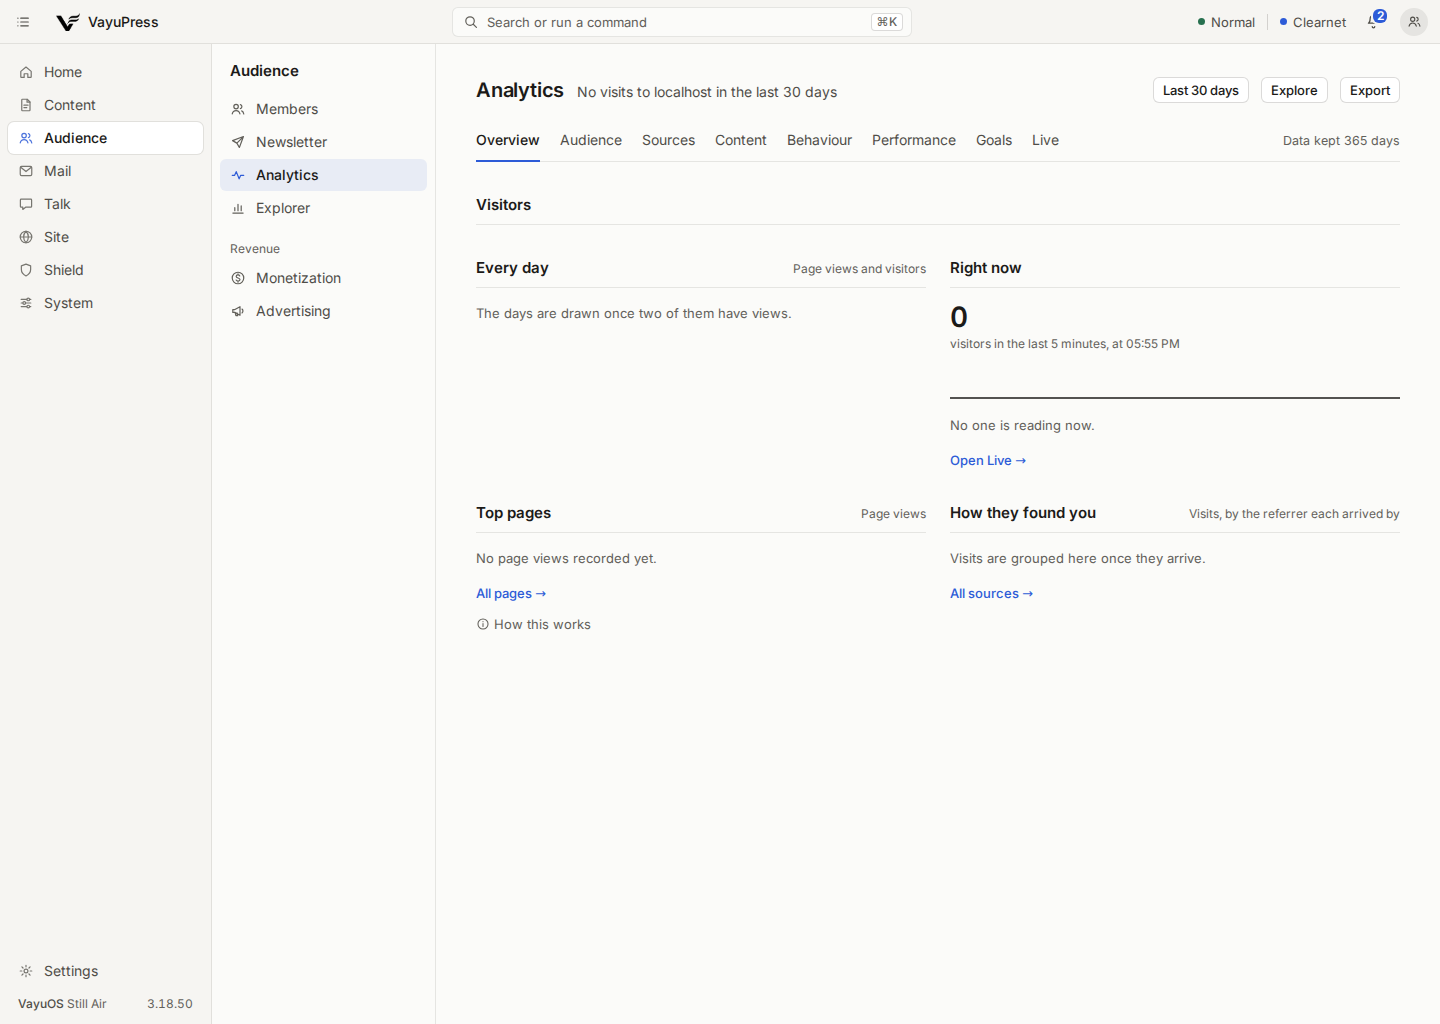 VayuPress
Search or run a command
⌘K
Normal
Clearnet
2
Home
Content
Audience
Mail
Talk
Site
Shield
System
Settings
VayuOS Still Air 3.18.50
Audience
Members
Newsletter
Analytics
Explorer
Revenue
Monetization
Advertising
Analytics No visits to localhost in the last 30 days
Last 30 days
Explore
Export
Overview Audience Sources Content Behaviour Performance Goals Live
Data kept 365 days
Visitors
Every day
Page views and visitors
The days are drawn once two of them have views.
Right now
0
visitors in the last 5 minutes, at 05:55 PM
No one is reading now.
Open Live →
Top pages
Page views
No page views recorded yet.
All pages →
How this works
How they found you
Visits, by the referrer each arrived by
Visits are grouped here once they arrive.
All sources →